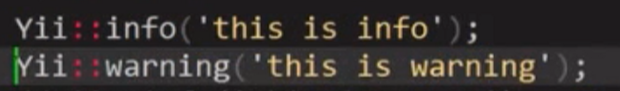 Yii::info('this is info');
Yii::warning('this is warning');